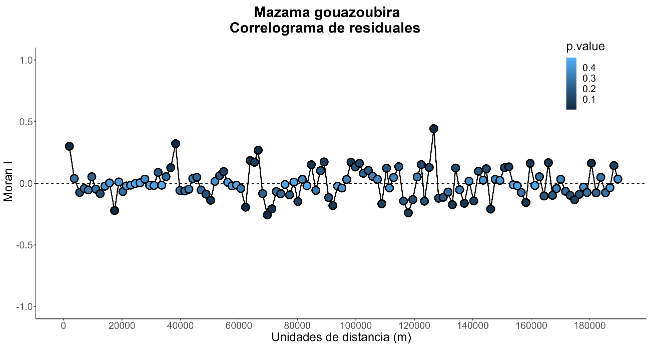 Mazama gouazoubira
Correlograma de residuales
p.value
0.4
0.3
0.2
0.1
1.0
0.5
0.0
-0.5
-1.0
Moran I
0 20000 40000 60000 80000 100000 120000 140000 160000 180000
Unidades de distancia (m)